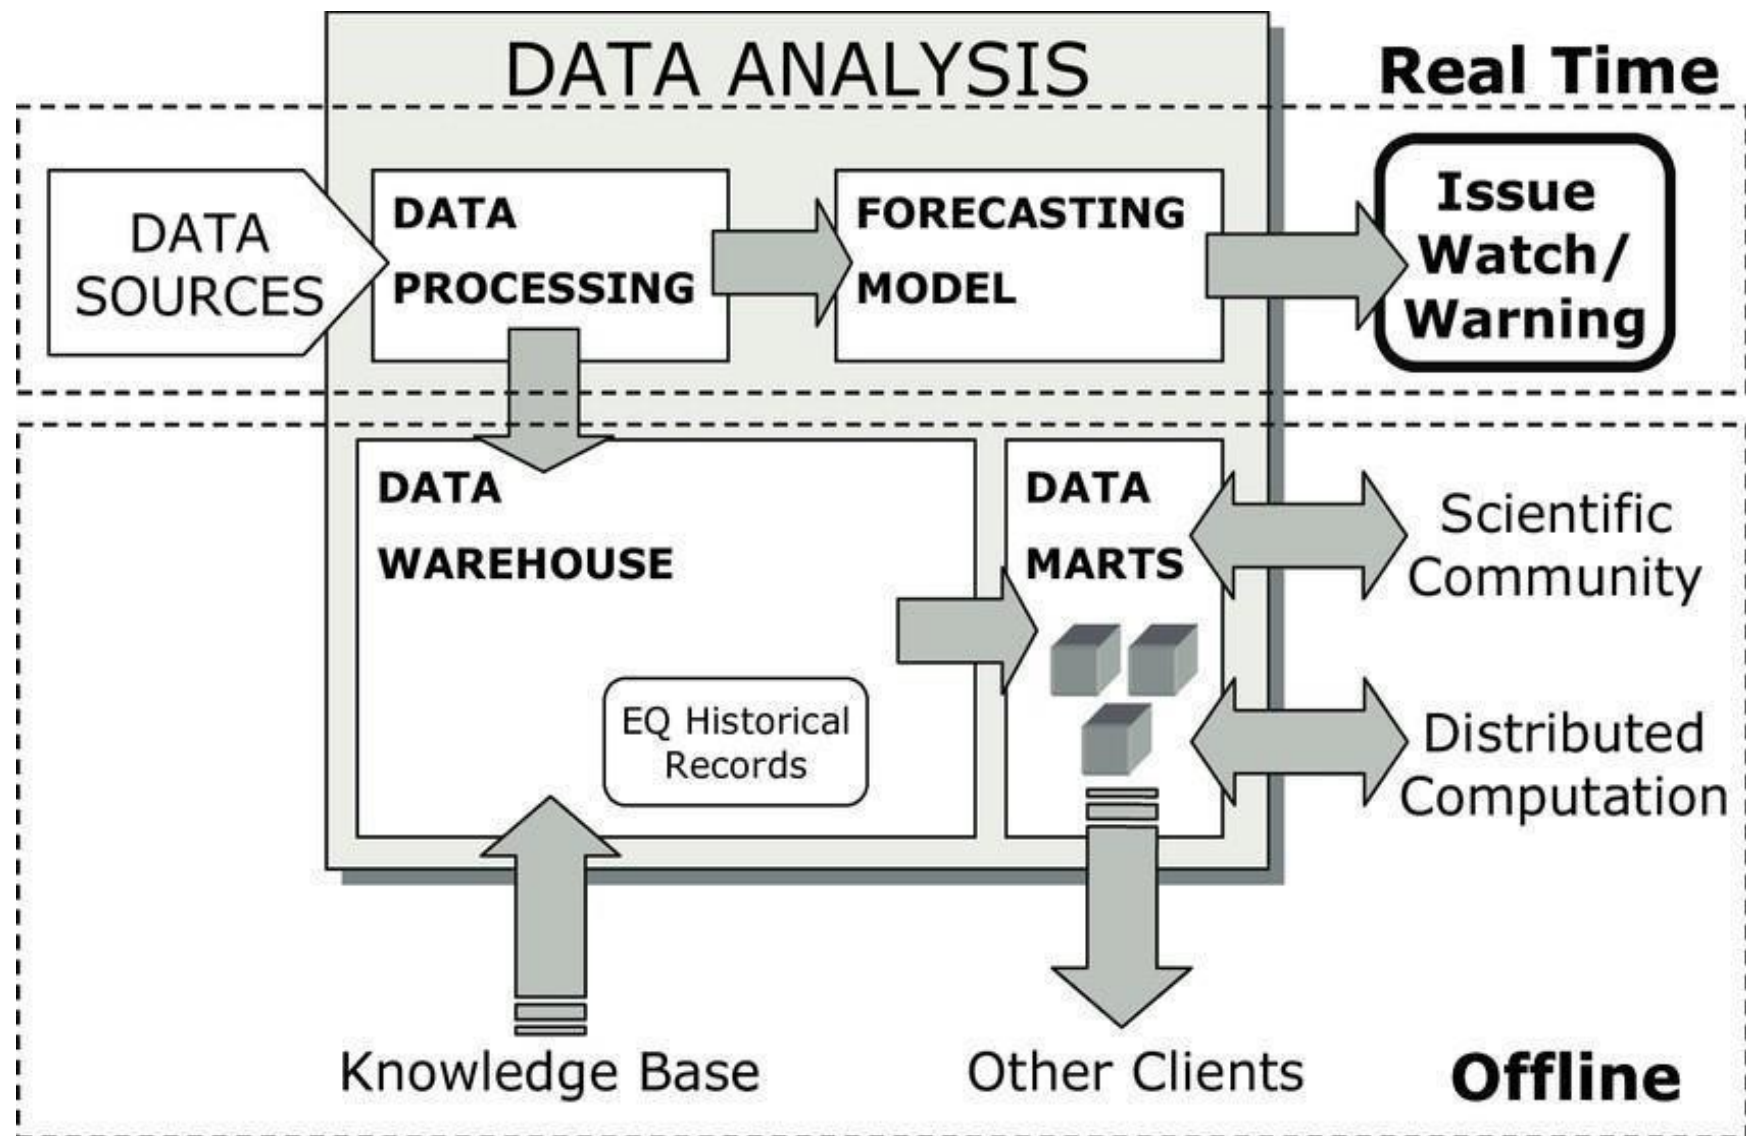 DATA ANALYSIS
Real Time
DATA
SOURCES
DATA
PROCESSING
FORECASTING
MODEL
Issue
Watch/
Warning
DATA
WAREHOUSE
EQ Historical
Records
DATA
MARTS
Scientific
Community
Distributed
Computation
Knowledge Base
Other Clients
Offline